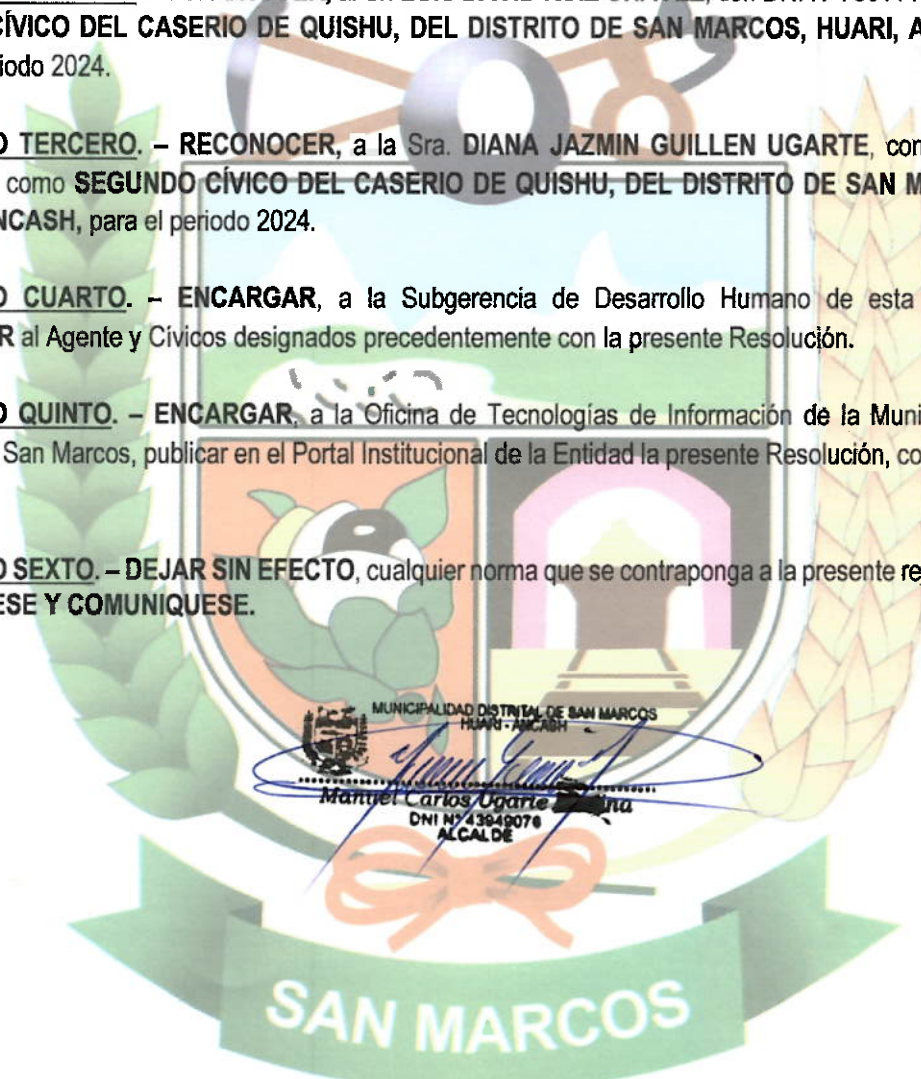 CÍVICO DEL CASERIO DE QUISHU, DEL DISTRITO DE SAN MARCOS, HUARI, A
iodo 2024.
O TERCERO. – RECONOCER, a la Sra. DIANA JAZMIN GUILLEN UGARTE, con
como SEGUNDO CÍVICO DEL CASERIO DE QUISHU, DEL DISTRITO DE SAN M
NCASH, para el periodo 2024.
O CUARTO. – ENCARGAR, a la Subgerencia de Desarrollo Humano de esta
R al Agente y Cívicos designados precedentemente con la presente Resolución.
O QUINTO. – ENCARGAR, a la Oficina de Tecnologías de Información de la Muni
San Marcos, publicar en el Portal Institucional de la Entidad la presente Resolución, co
O SEXTO. – DEJAR SIN EFECTO, cualquier norma que se contraponga a la presente re
ESE Y COMUNIQUESE.
MUNICIPALIDAD DISTRITAL DE SAN MARCOS
HUARI - ANCASH
Manuel Carlos Ugarte
DNI N° 43949076
ALCALDE
SAN MARCOS